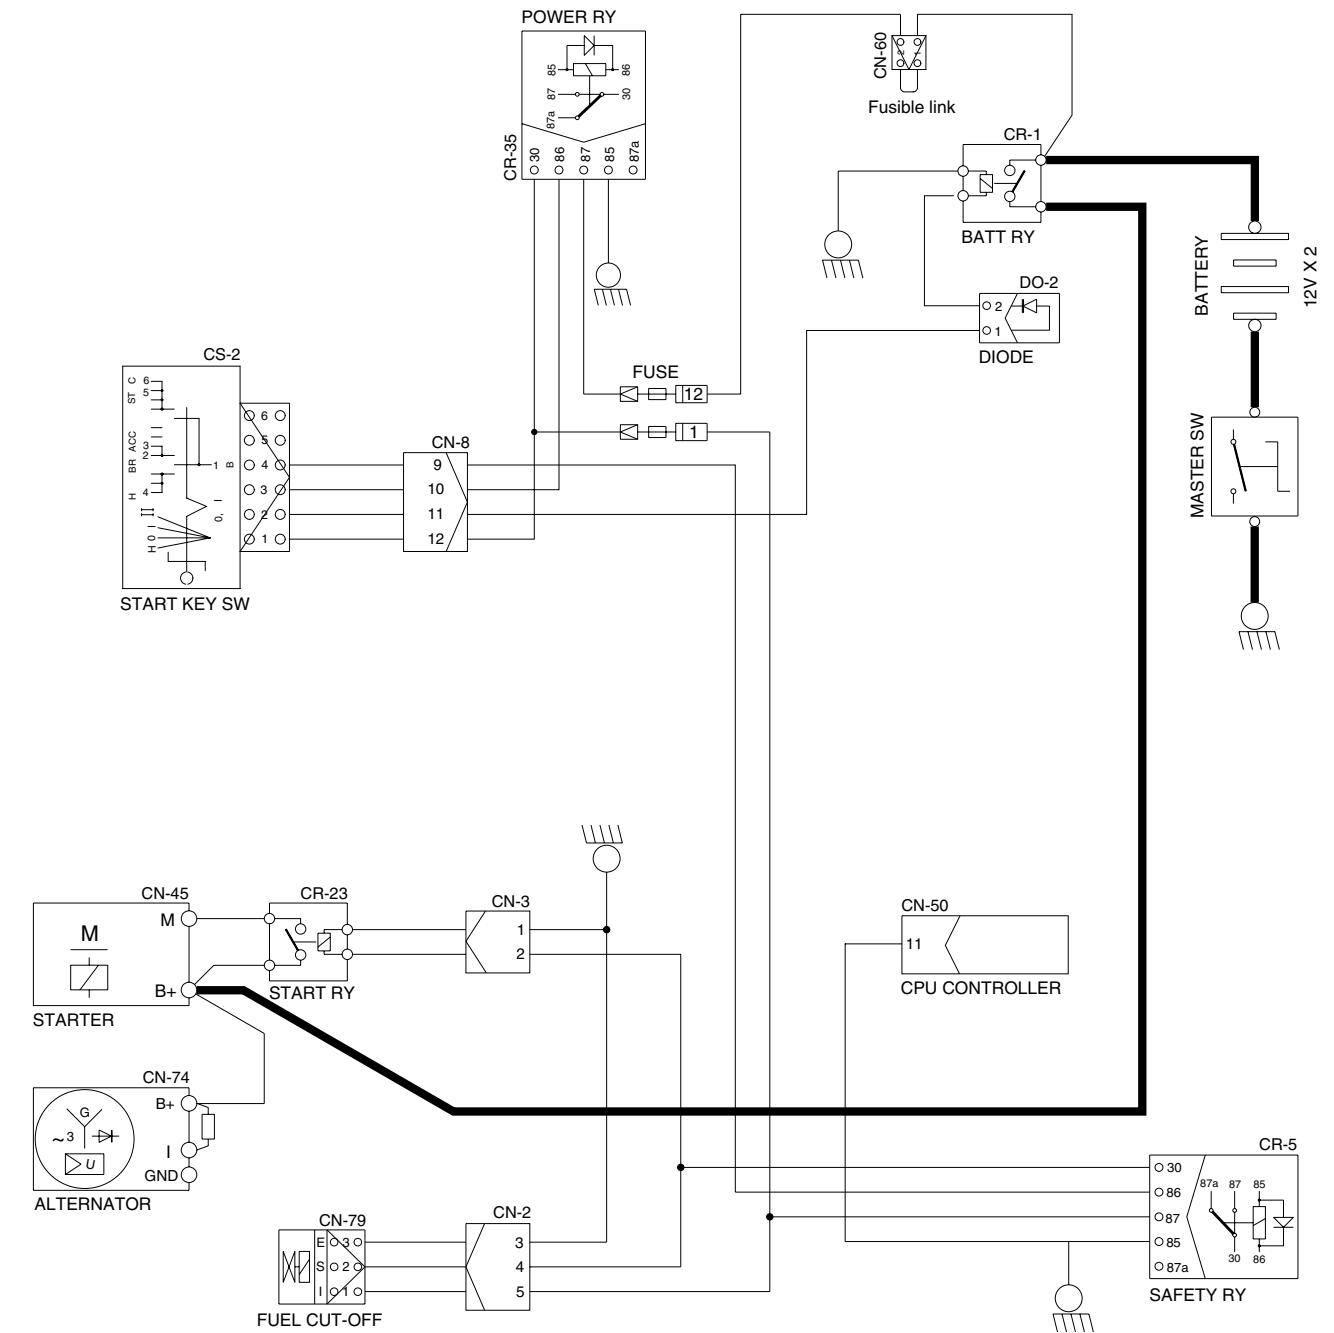 POWER RY
85
86
87
30
87a
CR-35
30
86
87
85
87a
CN-60
2
1
Fusible link
CR-1
BATT RY
BATTERY
12V X 2
DO-2
2
1
DIODE
MASTER SW
FUSE
12
1
CS-2
C
6
5
ST
ACC
3
2
BR
1 B
H
4
0, I
II
I
0
H
6
5
4
3
2
1
START KEY SW
CN-8
9
10
11
12
CN-45
M
M
B+
STARTER
CR-23
START RY
CN-3
1
2
CN-50
11
CPU CONTROLLER
CN-74
B+
G
~3
U
I
GND
ALTERNATOR
CN-79
E 3
S 2
I 1
FUEL CUT-OFF
CN-2
3
4
5
CR-5
30
86
87
85
87a
87a 87 85
30 86
SAFETY RY